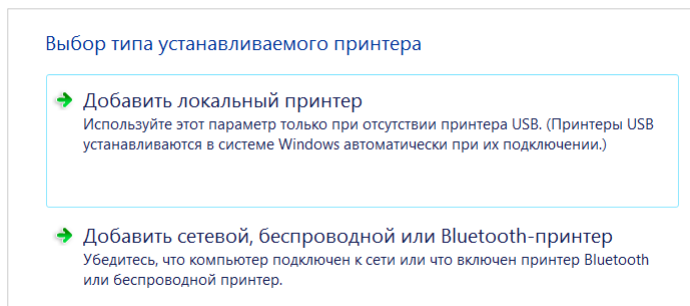 Выбор типа устанавливаемого принтера
Добавить локальный принтер
Используйте этот параметр только при отсутствии принтера USB. (Принтеры USB
устанавливаются в системе Windows автоматически при их подключении.)
Добавить сетевой, беспроводной или Bluetooth-принтер
Убедитесь, что компьютер подключен к сети или что включен принтер Bluetooth
или беспроводной принтер.